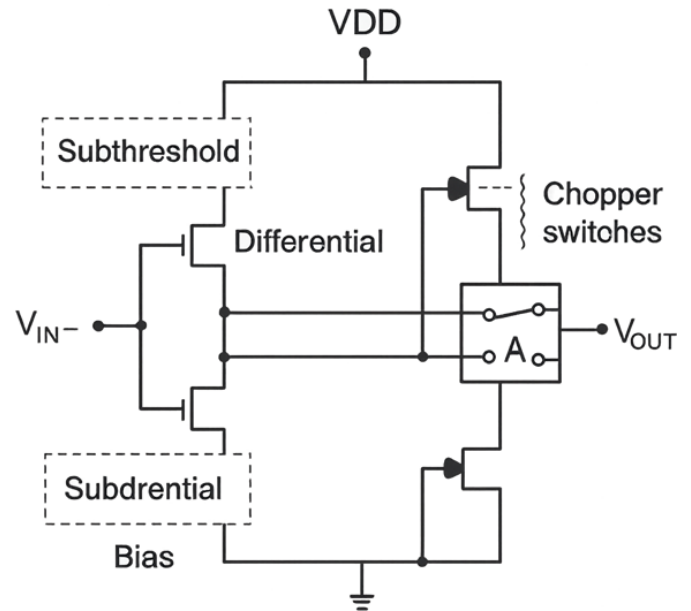 VDD
Subthreshold
Differential
Chopper
switches
VIN−
A
VOUT
Subdrential
Bias